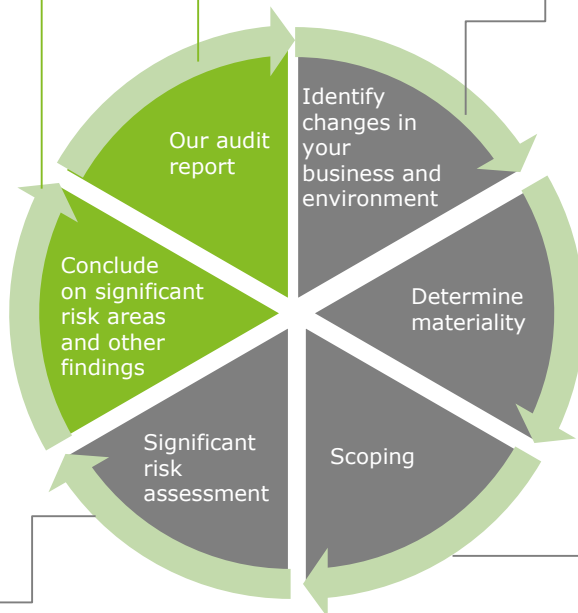 Identify
changes in
your
business and
environment
Determine
materiality
Scoping
Significant
risk
assessment
Conclude
on significant
risk areas
and other
findings
Our audit
report